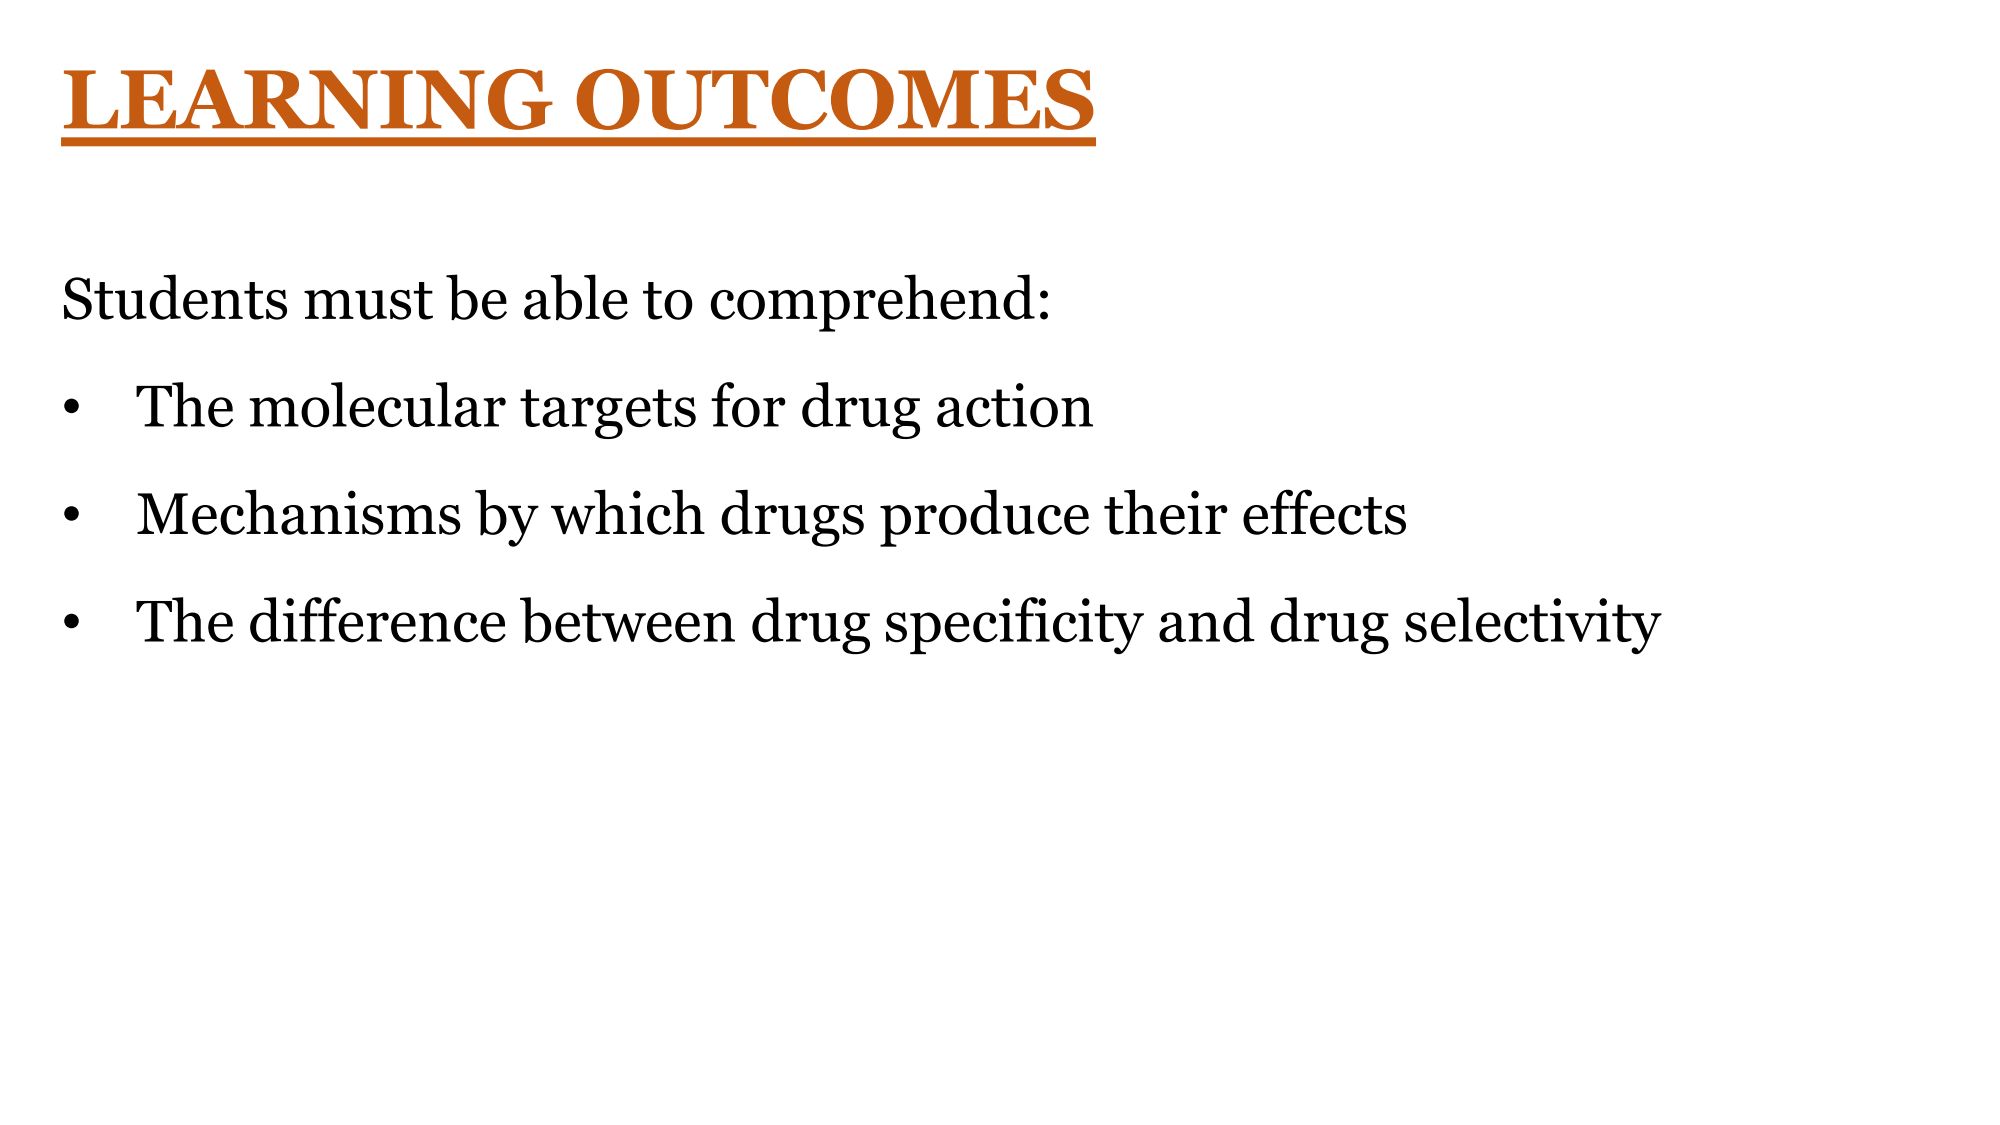 LEARNING OUTCOMES
Students must be able to comprehend:
• The molecular targets for drug action
• Mechanisms by which drugs produce their effects
• The difference between drug specificity and drug selectivity